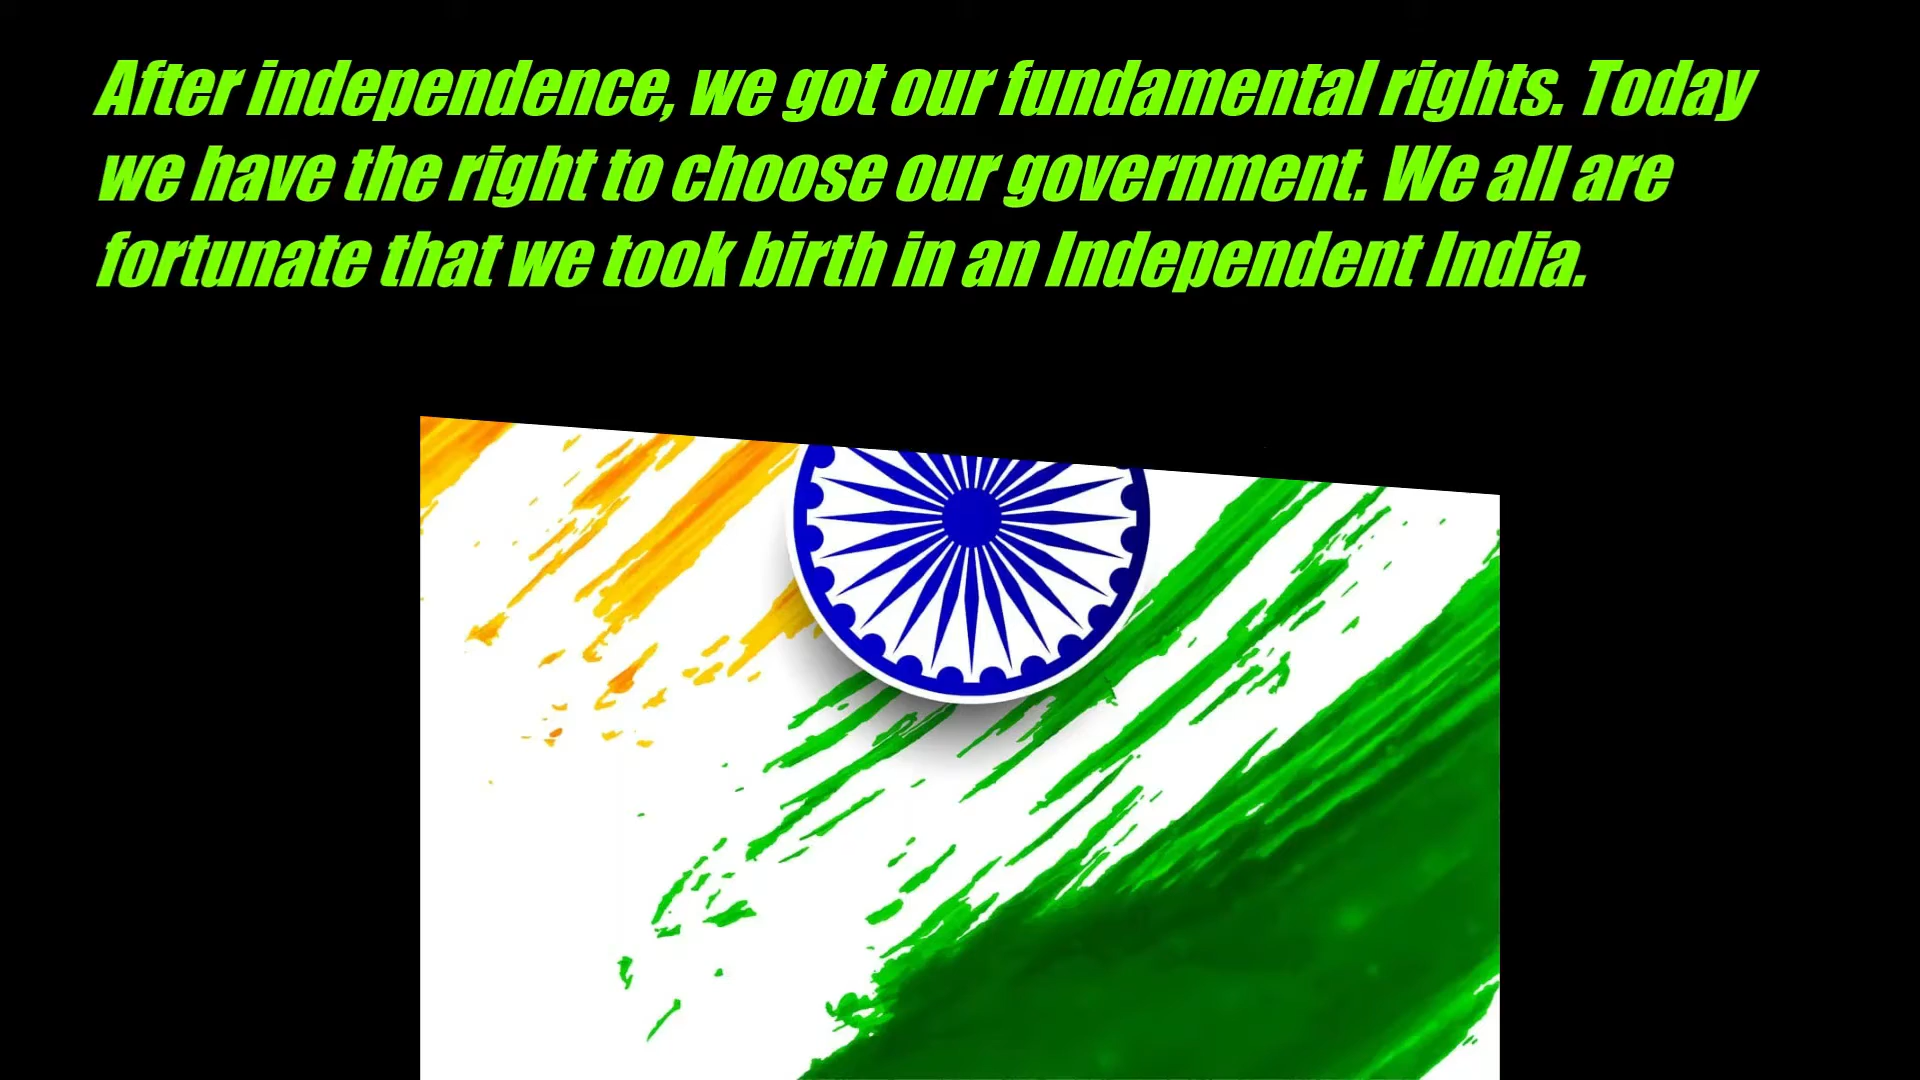 After independence, we got our fundamental rights. Today
we have the right to choose our government. We all are
fortunate that we took birth in an Independent India.